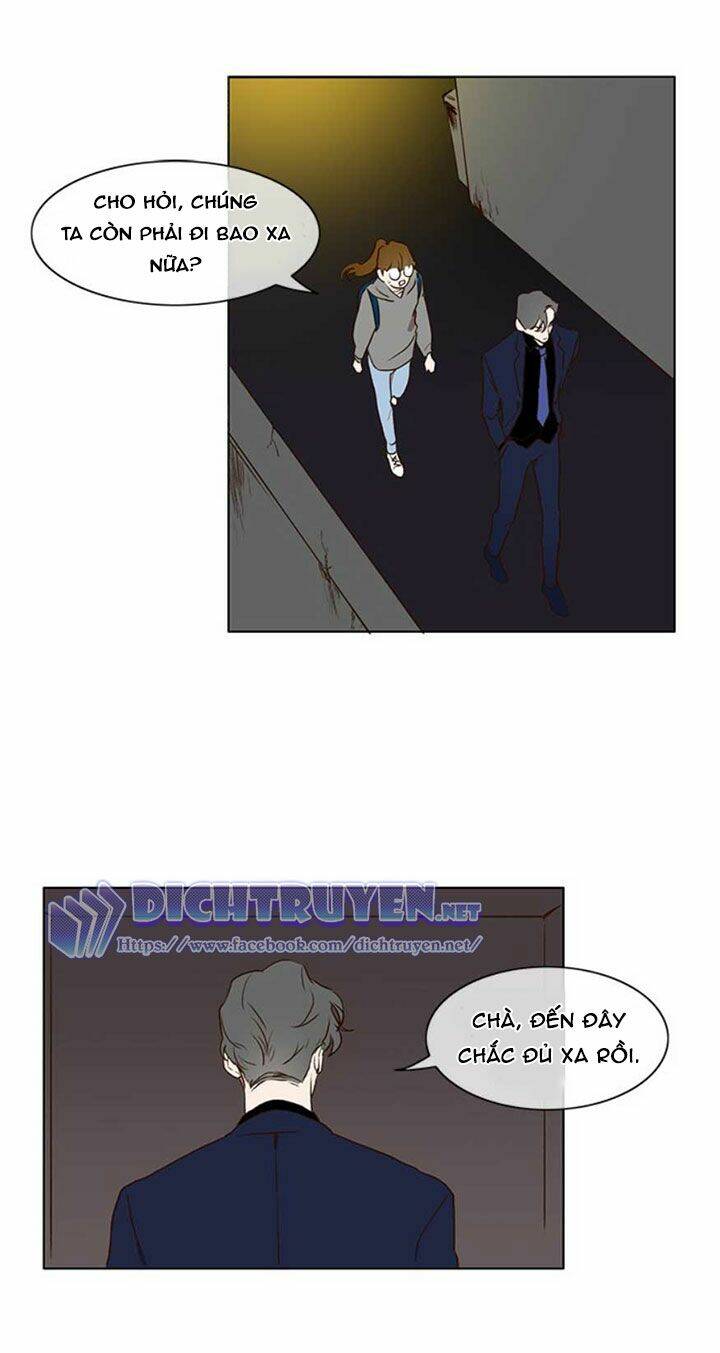 CHO HỎI, CHÚNG
TA CÒN PHẢI ĐI BAO XA
NỮA?
DICHTRUYEN.NET
HTTPS://WWW.FACEBOOK.COM/DICHTRUYEN.NET/
CHÀ, ĐẾN ĐÂY
CHẮC ĐỦ XA RỒI.